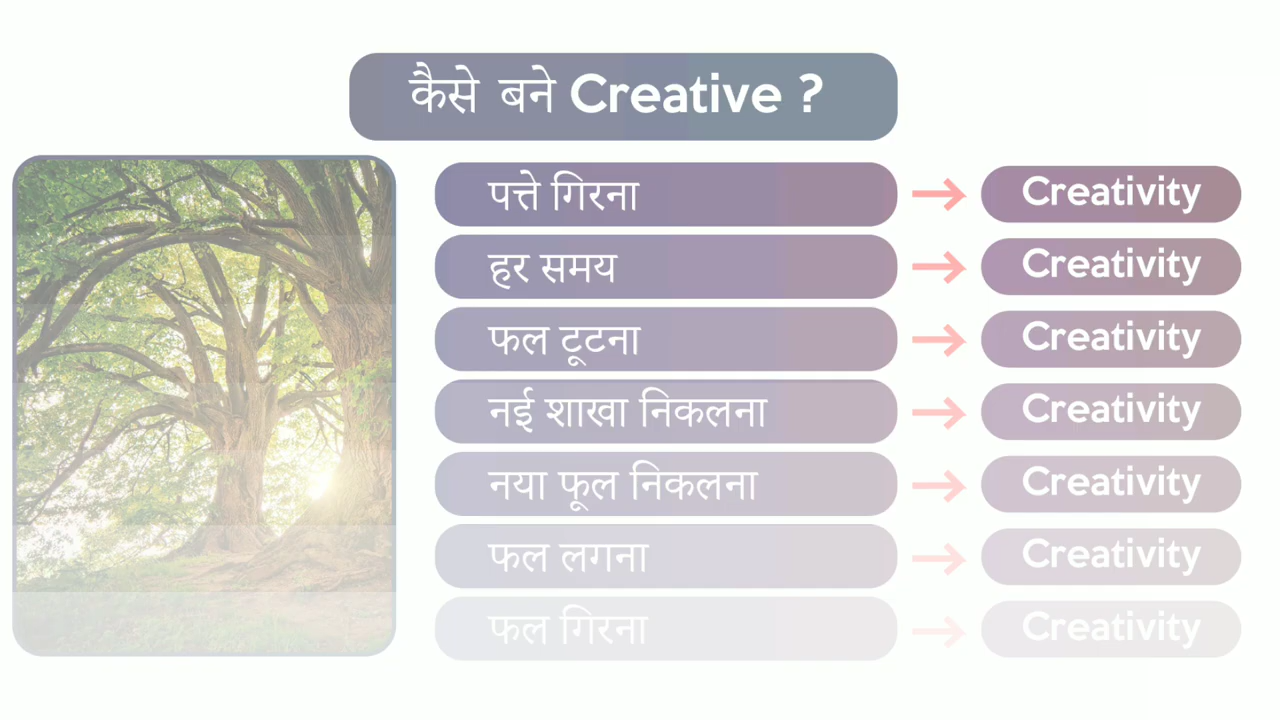 कैसे बने Creative ?
पत्ते गिरना → Creativity
हर समय → Creativity
फल टूटना → Creativity
नई शाखा निकलना → Creativity
नया फूल निकलना → Creativity
फल लगना → Creativity
फल गिरना → Creativity